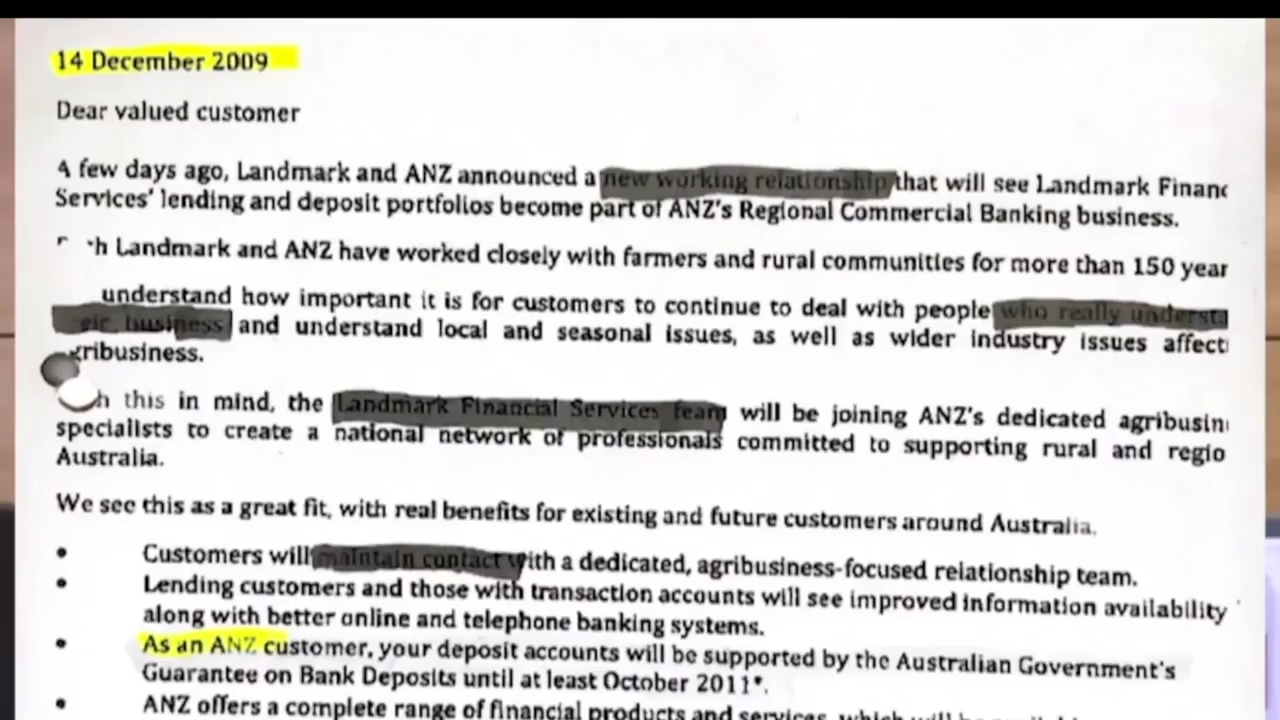 14 December 2009
Dear valued customer
A few days ago, Landmark and ANZ announced a new working relationship that will see Landmark Financ
Services' lending and deposit portfolios become part of ANZ's Regional Commercial Banking business.
h Landmark and ANZ have worked closely with farmers and rural communities for more than 150 year
understand how important it is for customers to continue to deal with people who really understa
eir business and understand local and seasonal issues, as well as wider industry issues affect
gribusiness.
h this in mind, the Landmark Financial Services team will be joining ANZ's dedicated agribusin
specialists to create a national network of professionals committed to supporting rural and regio
Australia.
We see this as a great fit, with real benefits for existing and future customers around Australia.
• Customers will maintain contact with a dedicated, agribusiness-focused relationship team.
• Lending customers and those with transaction accounts will see improved information availability
along with better online and telephone banking systems.
• As an ANZ customer, your deposit accounts will be supported by the Australian Government's
Guarantee on Bank Deposits until at least October 2011*.
• ANZ offers a complete range of financial products and services, which will be